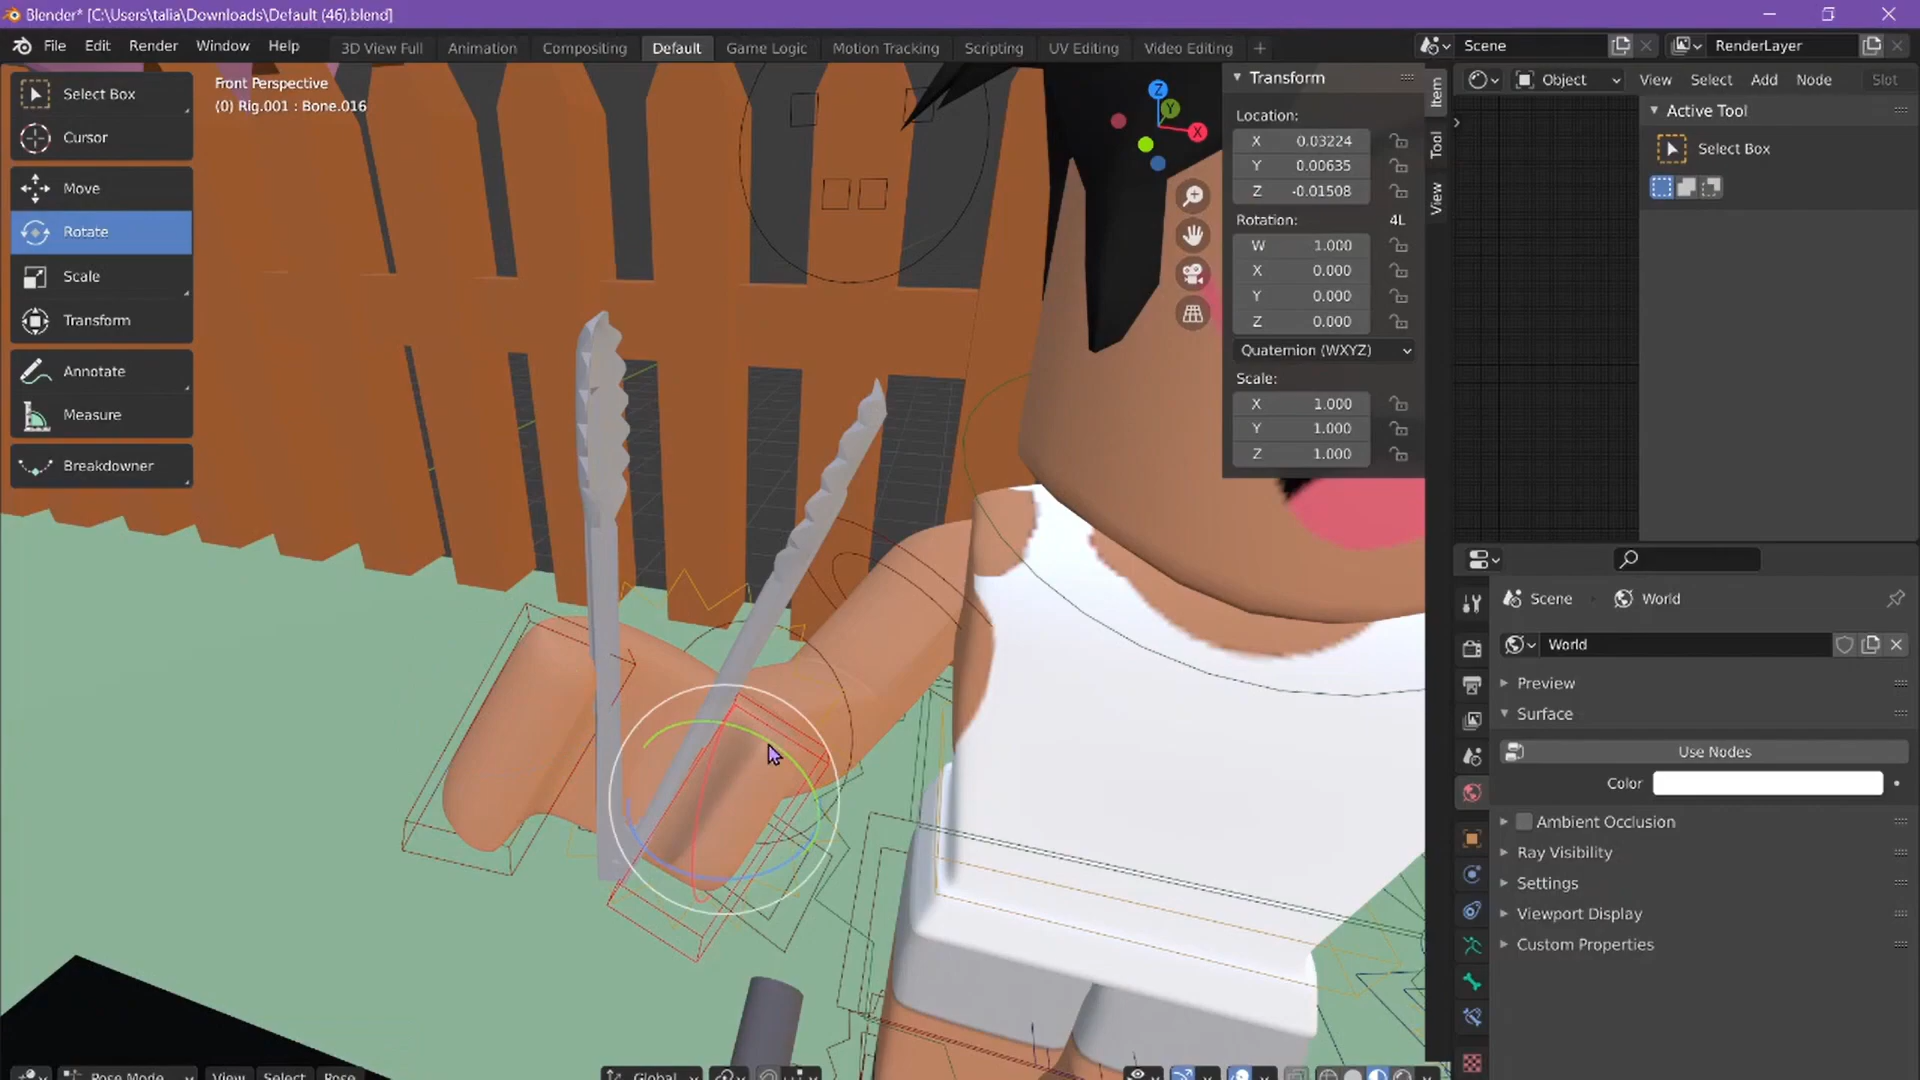 Blender* [C:\Users\talia\Downloads\Default (46).blend]
File Edit Render Window Help 3D View Full Animation Compositing Default Game Logic Motion Tracking Scripting UV Editing Video Editing + Scene RenderLayer
Select Box
Cursor
Move
Rotate
Scale
Transform
Annotate
Measure
Breakdowner
Front Perspective
(0) Rig.001 : Bone.016
Z
Y
X
Transform
Location:
X 0.03224
Y 0.00635
Z -0.01508
Rotation: 4L
W 1.000
X 0.000
Y 0.000
Z 0.000
Quaternion (WXYZ)
Scale:
X 1.000
Y 1.000
Z 1.000
Item
Tool
View
Object View Select Add Node Slot
Active Tool
Select Box
Scene World
World
Preview
Surface
Use Nodes
Color
Ambient Occlusion
Ray Visibility
Settings
Viewport Display
Custom Properties
Pose Mode View Select Pose Global